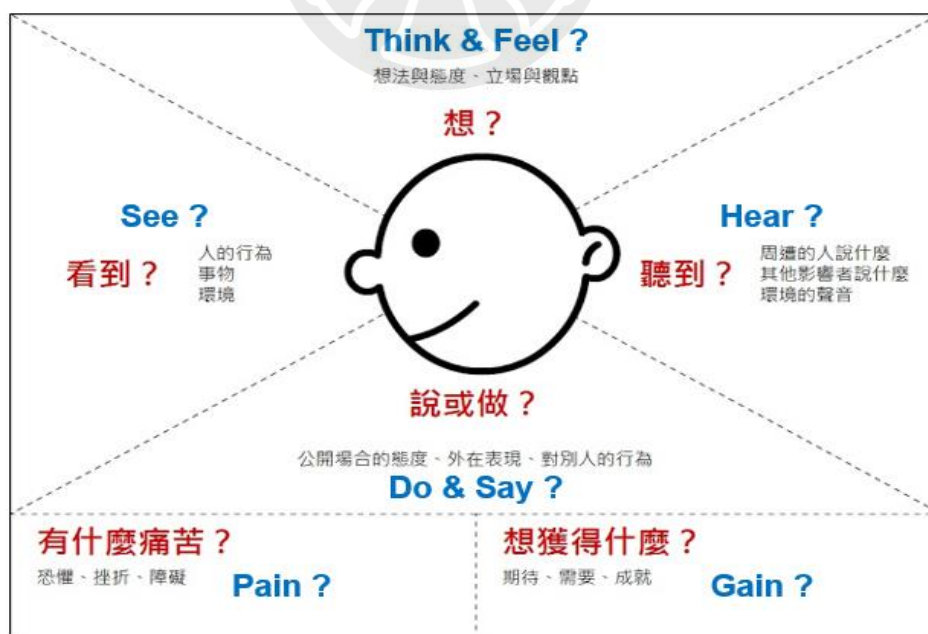 Think & Feel ?
想法與態度、立場與觀點
想？
See ?
看到？
人的行為
事物
環境
Hear ?
聽到？
周遭的人說什麼
其他影響者說什麼
環境的聲音
說或做？
公開場合的態度、外在表現、對別人的行為
Do & Say ?
有什麼痛苦？
恐懼、挫折、障礙
Pain ?
想獲得什麼？
期待、需要、成就
Gain ?